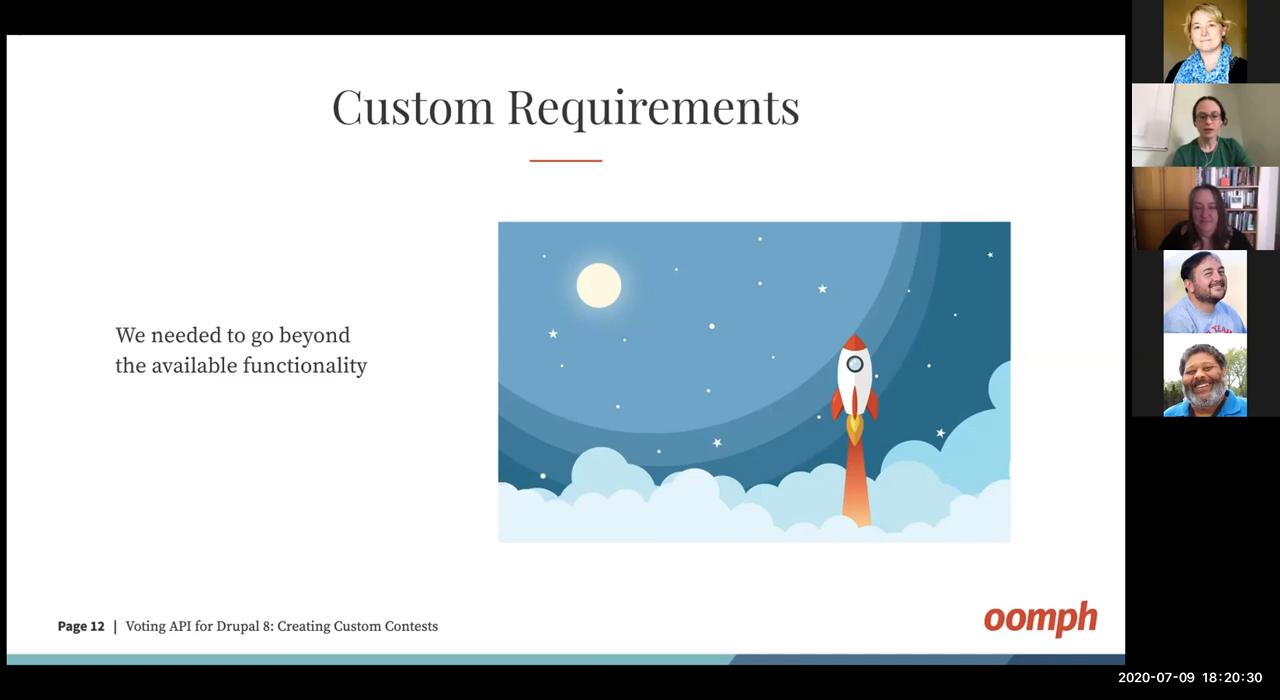 Custom Requirements
We needed to go beyond
the available functionality
Page 12 | Voting API for Drupal 8: Creating Custom Contests
oomph
2020-07-09 18:20:30